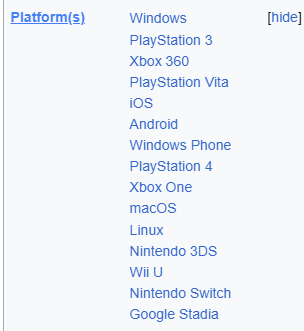 Platform(s) Windows [hide]
PlayStation 3
Xbox 360
PlayStation Vita
iOS
Android
Windows Phone
PlayStation 4
Xbox One
macOS
Linux
Nintendo 3DS
Wii U
Nintendo Switch
Google Stadia